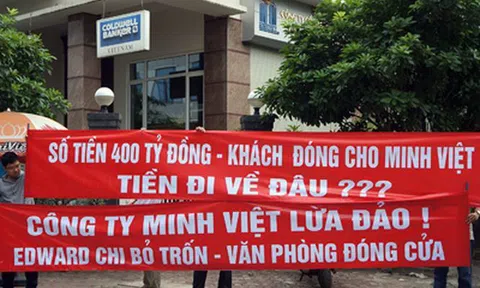 COLDWELL
BANKER
VIETNAM
SỐ TIỀN 400 TỶ ĐỒNG - KHÁCH ĐÓNG CHO MINH VIỆT
TIỀN ĐI VỀ ĐÂU ???
CÔNG TY MINH VIỆT LỪA ĐẢO !
EDWARD CHI BỎ TRỐN - VĂN PHÒNG ĐÓNG CỬA